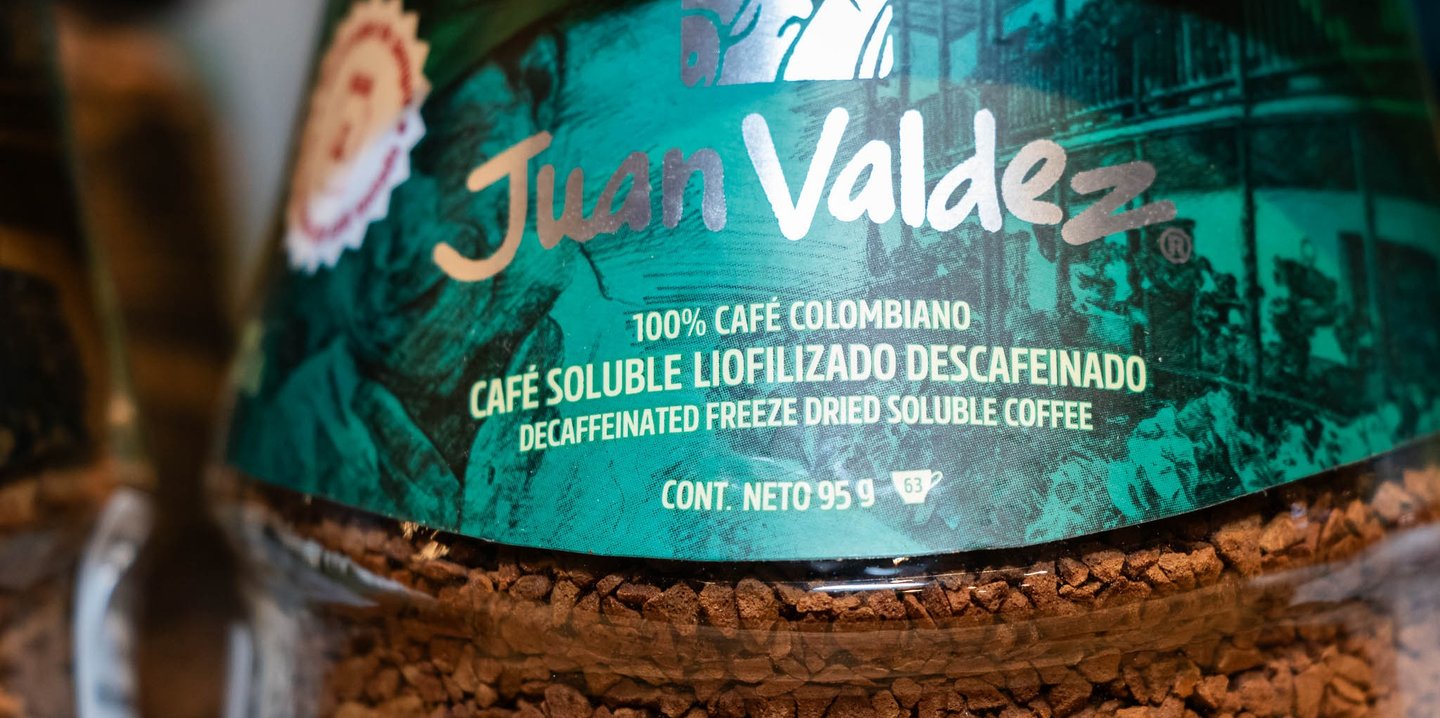 Juan Valdez®
100% CAFÉ COLOMBIANO
CAFÉ SOLUBLE LIOFILIZADO DESCAFEINADO
DECAFFEINATED FREEZE DRIED SOLUBLE COFFEE
CONT. NETO 95 g 63